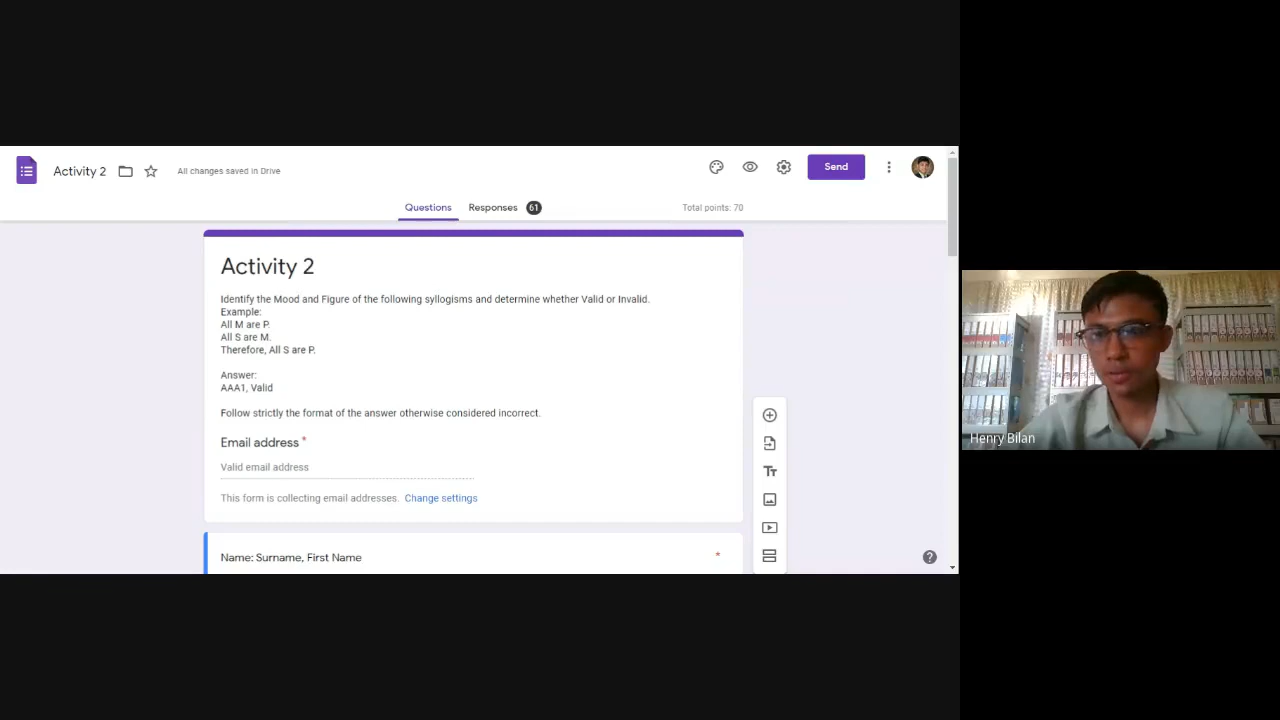 Activity 2
All changes saved in Drive
Send
Questions
Responses 61
Total points: 70
Activity 2
Identify the Mood and Figure of the following syllogisms and determine whether Valid or Invalid.
Example:
All M are P.
All S are M.
Therefore, All S are P.
Answer:
AAA1, Valid
Follow strictly the format of the answer otherwise considered incorrect.
Email address *
Valid email address
This form is collecting email addresses. Change settings
Name: Surname, First Name *
Tт
Henry Bilan